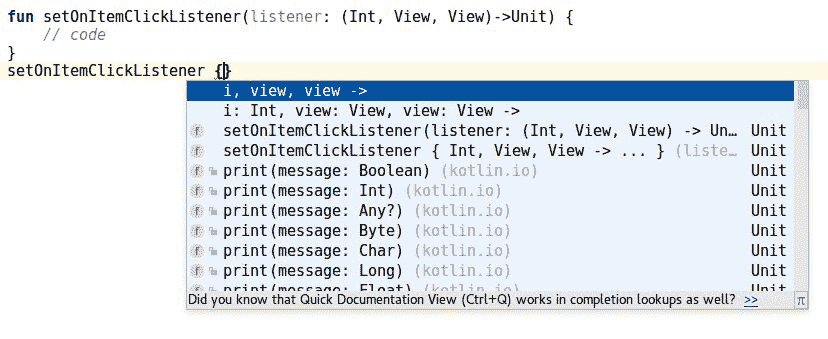 fun setOnItemClickListener(listener: (Int, View, View)->Unit) {
// code
}
setOnItemClickListener {}
i, view, view ->
i: Int, view: View, view: View ->
setOnItemClickListener(listener: (Int, View, View) -> Un… Unit
setOnItemClickListener { Int, View, View -> ... } (liste… Unit
print(message: Boolean) (kotlin.io) Unit
print(message: Int) (kotlin.io) Unit
print(message: Any?) (kotlin.io) Unit
print(message: Byte) (kotlin.io) Unit
print(message: Char) (kotlin.io) Unit
print(message: Long) (kotlin.io) Unit
print(message: Float) (kotlin.io) Unit
Did you know that Quick Documentation View (Ctrl+Q) works in completion lookups as well? >> π